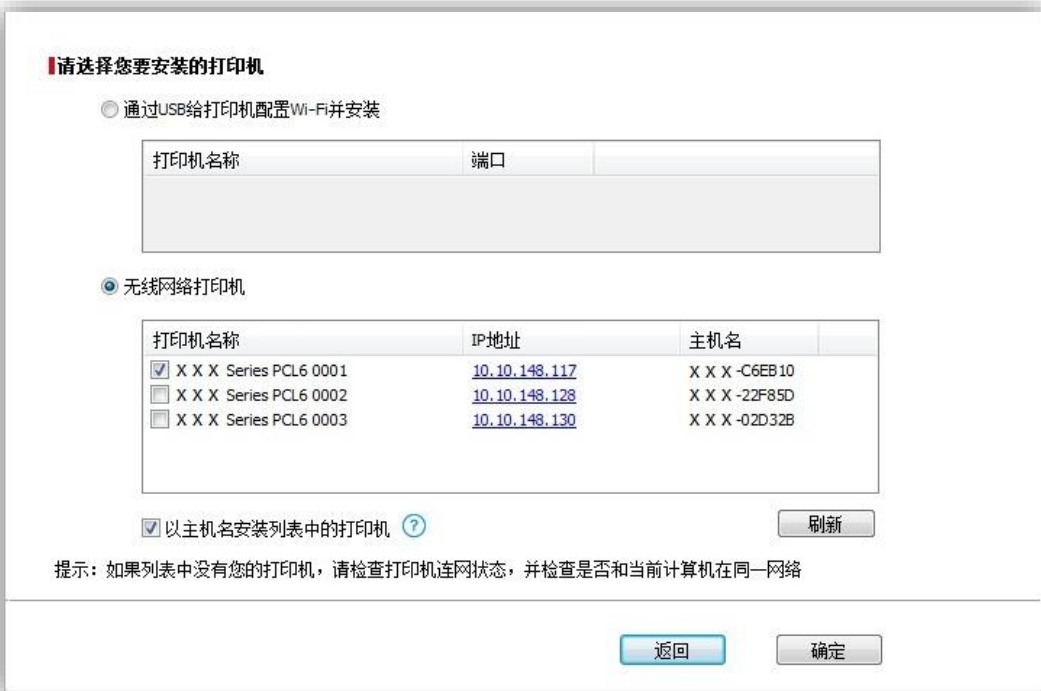 请选择您要安装的打印机
通过USB给打印机配置Wi-Fi并安装
打印机名称 端口
无线网络打印机
打印机名称 IP地址 主机名
X X X Series PCL6 0001 10.10.148.117 X X X -C6EB10
X X X Series PCL6 0002 10.10.148.128 X X X -22F85D
X X X Series PCL6 0003 10.10.148.130 X X X -02D32B
以主机名安装列表中的打印机 ? 刷新
提示：如果列表中没有您的打印机，请检查打印机连网状态，并检查是否和当前计算机在同一网络
返回 确定